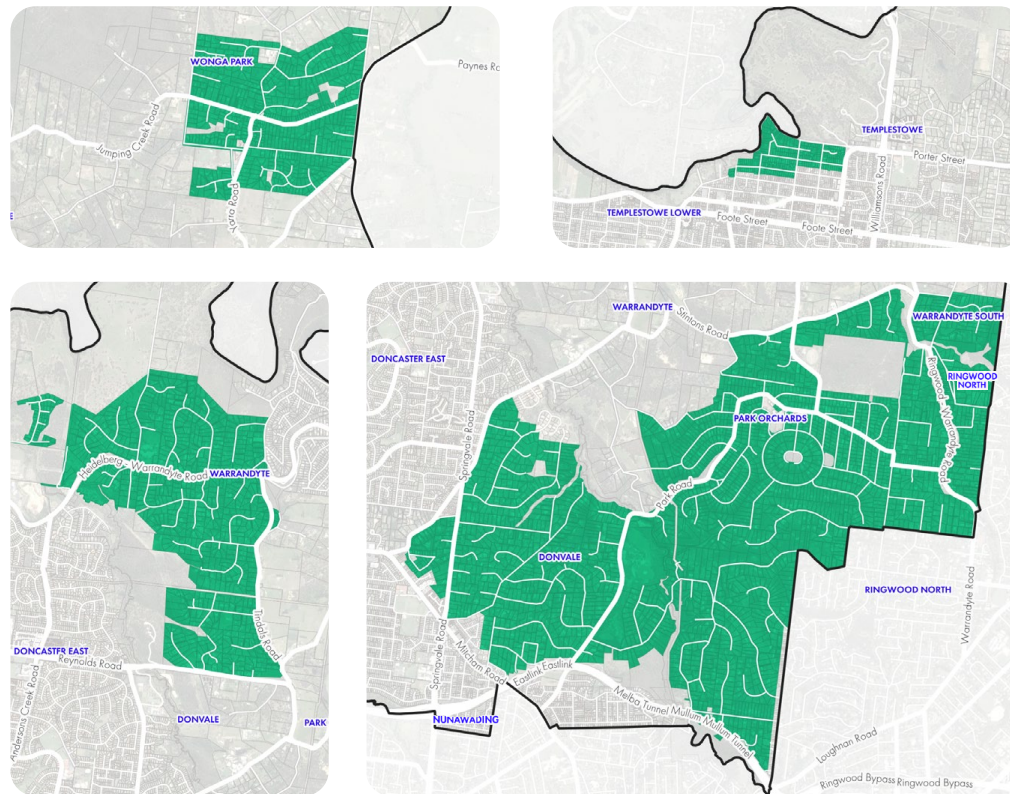 WONGA PARK
Paynes Ro
Jumping Creek Road
Yarra Road
E
TEMPLESTOWE
Porter Street
Williamsons Road
TEMPLESTOWE LOWER
Foote Street
Foote Street
Heidelberg - Warrandyte Road
WARRANDYTE
Tindals Road
DONCASTER EAST
Reynolds Road
Andersons Creek Road
DONVALE
PARK
WARRANDYTE
Stintons Road
WARRANDYTE SOUTH
DONCASTER EAST
RINGWOOD
NORTH
Ringwood - Warrandyte Road
PARK ORCHARDS
Springvale Road
Park Road
DONVALE
RINGWOOD NORTH
Warrandyte Road
Springvale Road
Mitcham Road
Eastlink Eastlink
Melba Tunnel Mullum Mullum Tunnel
NUNAWADING
Loughnan Road
Ringwood Bypass Ringwood Bypass